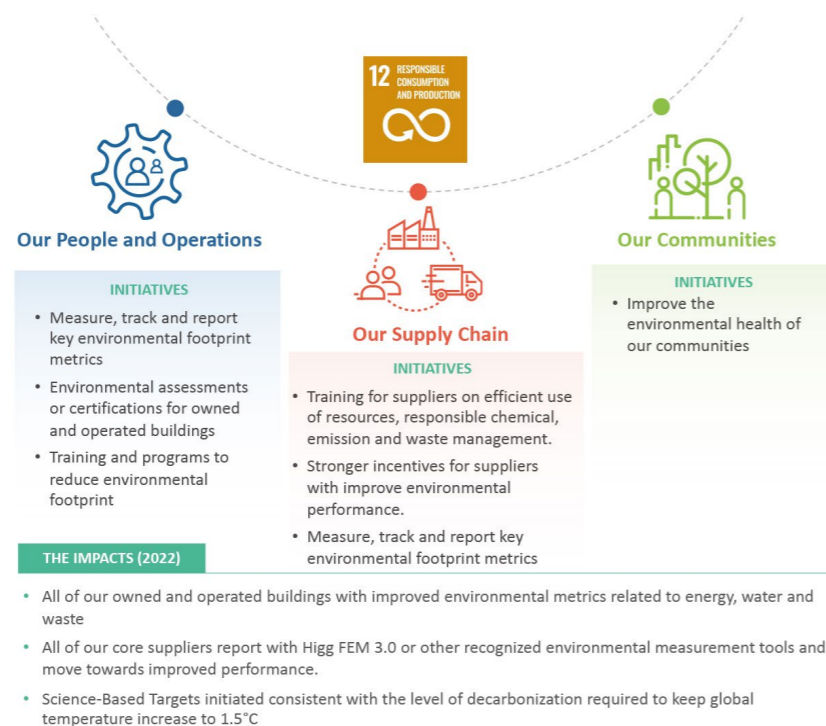 12 RESPONSIBLE
CONSUMPTION
AND PRODUCTION
Our People and Operations
INITIATIVES
• Measure, track and report
key environmental footprint
metrics
• Environmental assessments
or certifications for owned
and operated buildings
• Training and programs to
reduce environmental
footprint
Our Supply Chain
INITIATIVES
• Training for suppliers on efficient use
of resources, responsible chemical,
emission and waste management.
• Stronger incentives for suppliers
with improve environmental
performance.
• Measure, track and report key
environmental footprint metrics
Our Communities
INITIATIVES
• Improve the
environmental health of
our communities
THE IMPACTS (2022)
• All of our owned and operated buildings with improved environmental metrics related to energy, water and
waste
• All of our core suppliers report with Higg FEM 3.0 or other recognized environmental measurement tools and
move towards improved performance.
• Science-Based Targets initiated consistent with the level of decarbonization required to keep global
temperature increase to 1.5°C